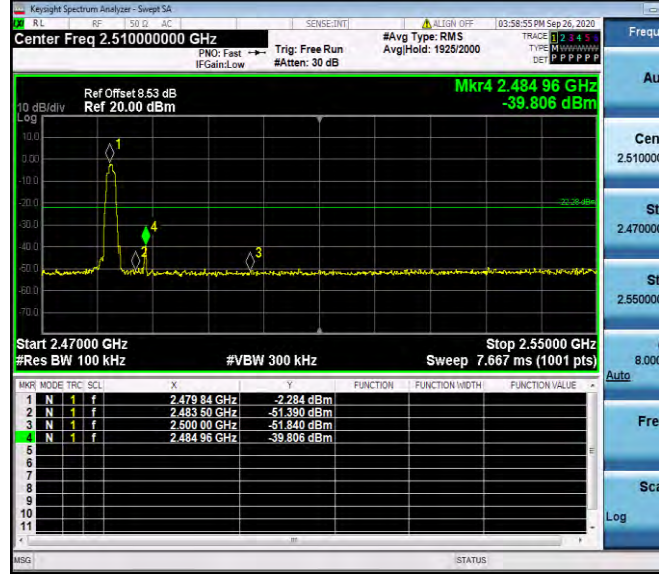 Keysight Spectrum Analyzer - Swept SA
RL RF 50 Ω AC SENSE:INT ALIGN OFF 03:58:55 PM Sep 26, 2020
Center Freq 2.510000000 GHz
PNO: Fast
IFGain:Low
Trig: Free Run
#Atten: 30 dB
#Avg Type: RMS
Avg|Hold: 1925/2000
TRACE 1 2 3 4 5 6
TYPE M WWWWW
DET P P P P P P
Mkr4 2.484 96 GHz
-39.806 dBm
Ref Offset 8.53 dB
10 dB/div Ref 20.00 dBm
Log
10.0
0.00
-10.0
-20.0
-30.0
-40.0
-50.0
-60.0
-70.0
1
2
3
4
-22.28 dBm
Start 2.47000 GHz Stop 2.55000 GHz
#Res BW 100 kHz #VBW 300 kHz Sweep 7.667 ms (1001 pts)
MKR MODE TRC SCL X Y FUNCTION FUNCTION WIDTH FUNCTION VALUE
1 N 1 f 2.479 84 GHz -2.284 dBm
2 N 1 f 2.483 50 GHz -51.390 dBm
3 N 1 f 2.500 00 GHz -51.840 dBm
4 N 1 f 2.484 96 GHz -39.806 dBm
5
6
7
8
9
10
11
MSG STATUS
Frequ
Au
Cen
2.510000
St
2.470000
St
2.550000
8.000
Auto
Fre
Sca
Log